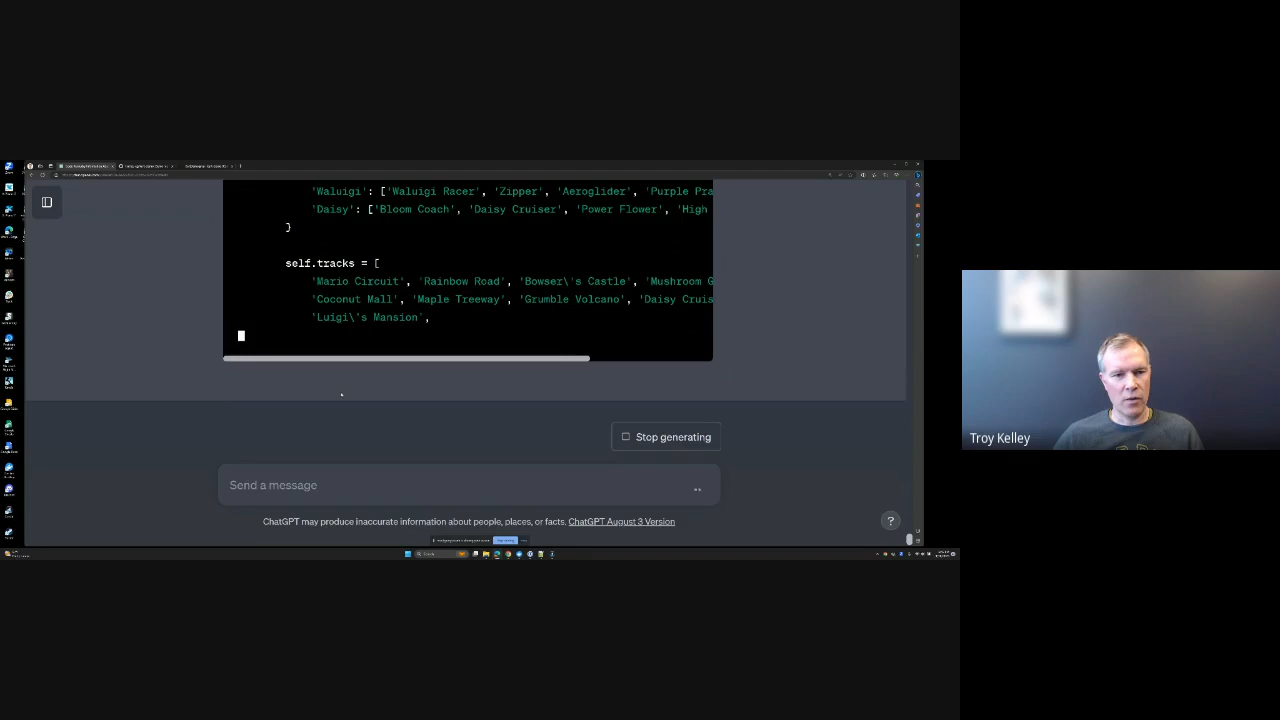 'Waluigi': ['Waluigi Racer', 'Zipper', 'Aeroglider', 'Purple Pra
'Daisy': ['Bloom Coach', 'Daisy Cruiser', 'Power Flower', 'High
}
self.tracks = [
'Mario Circuit', 'Rainbow Road', 'Bowser\'s Castle', 'Mushroom G
'Coconut Mall', 'Maple Treeway', 'Grumble Volcano', 'Daisy Cruis
'Luigi\'s Mansion',
Stop generating
Send a message
ChatGPT may produce inaccurate information about people, places, or facts. ChatGPT August 3 Version
?
Troy Kelley